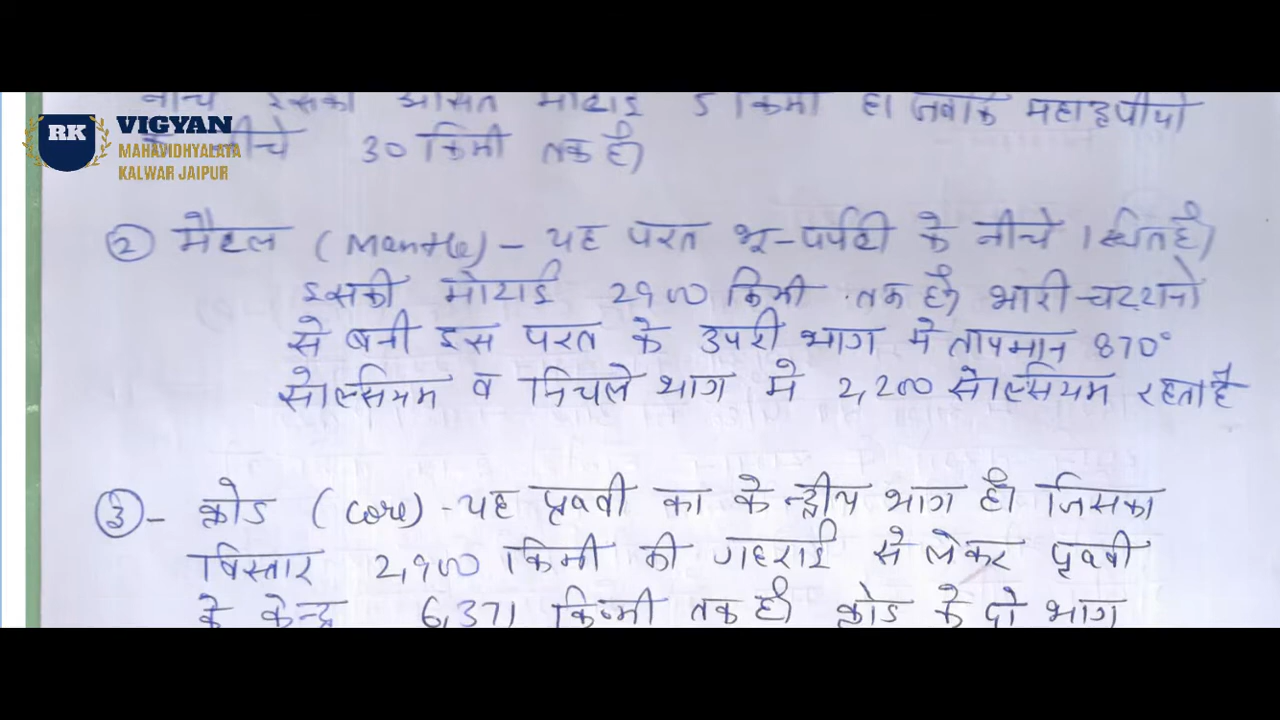 नीचे इसकी औसत मोटाई 5 किमी है। जबकि महाद्वीपो
RK VIGYAN
MAHAVIDHYALAYA
KALWAR JAIPUR
नीचे 30 किमी तक है।
② मैंटल (Mantle) - यह परत भू-पर्पटी के नीचे स्थित है।
इसकी मोटाई 2900 किमी तक है। भारी चट्टानो
से बनी इस परत के उपरी भाग मे तापमान 870°
सेल्सियम व निचले भाग मे 2,200 सेल्सियम रहता है
③ - क्रोड (Core) - यह पृथ्वी का केन्द्रीय भाग है। जिसका
विस्तार 2,900 किमी की गहराई से लेकर पृथ्वी
के केन्द्र 6,371 किमी तक है। क्रोड के दो भाग